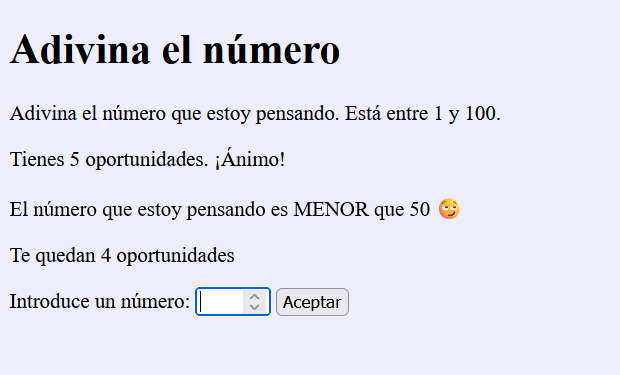 Adivina el número
Adivina el número que estoy pensando. Está entre 1 y 100.
Tienes 5 oportunidades. ¡Ánimo!
El número que estoy pensando es MENOR que 50 😏
Te quedan 4 oportunidades
Introduce un número: Aceptar